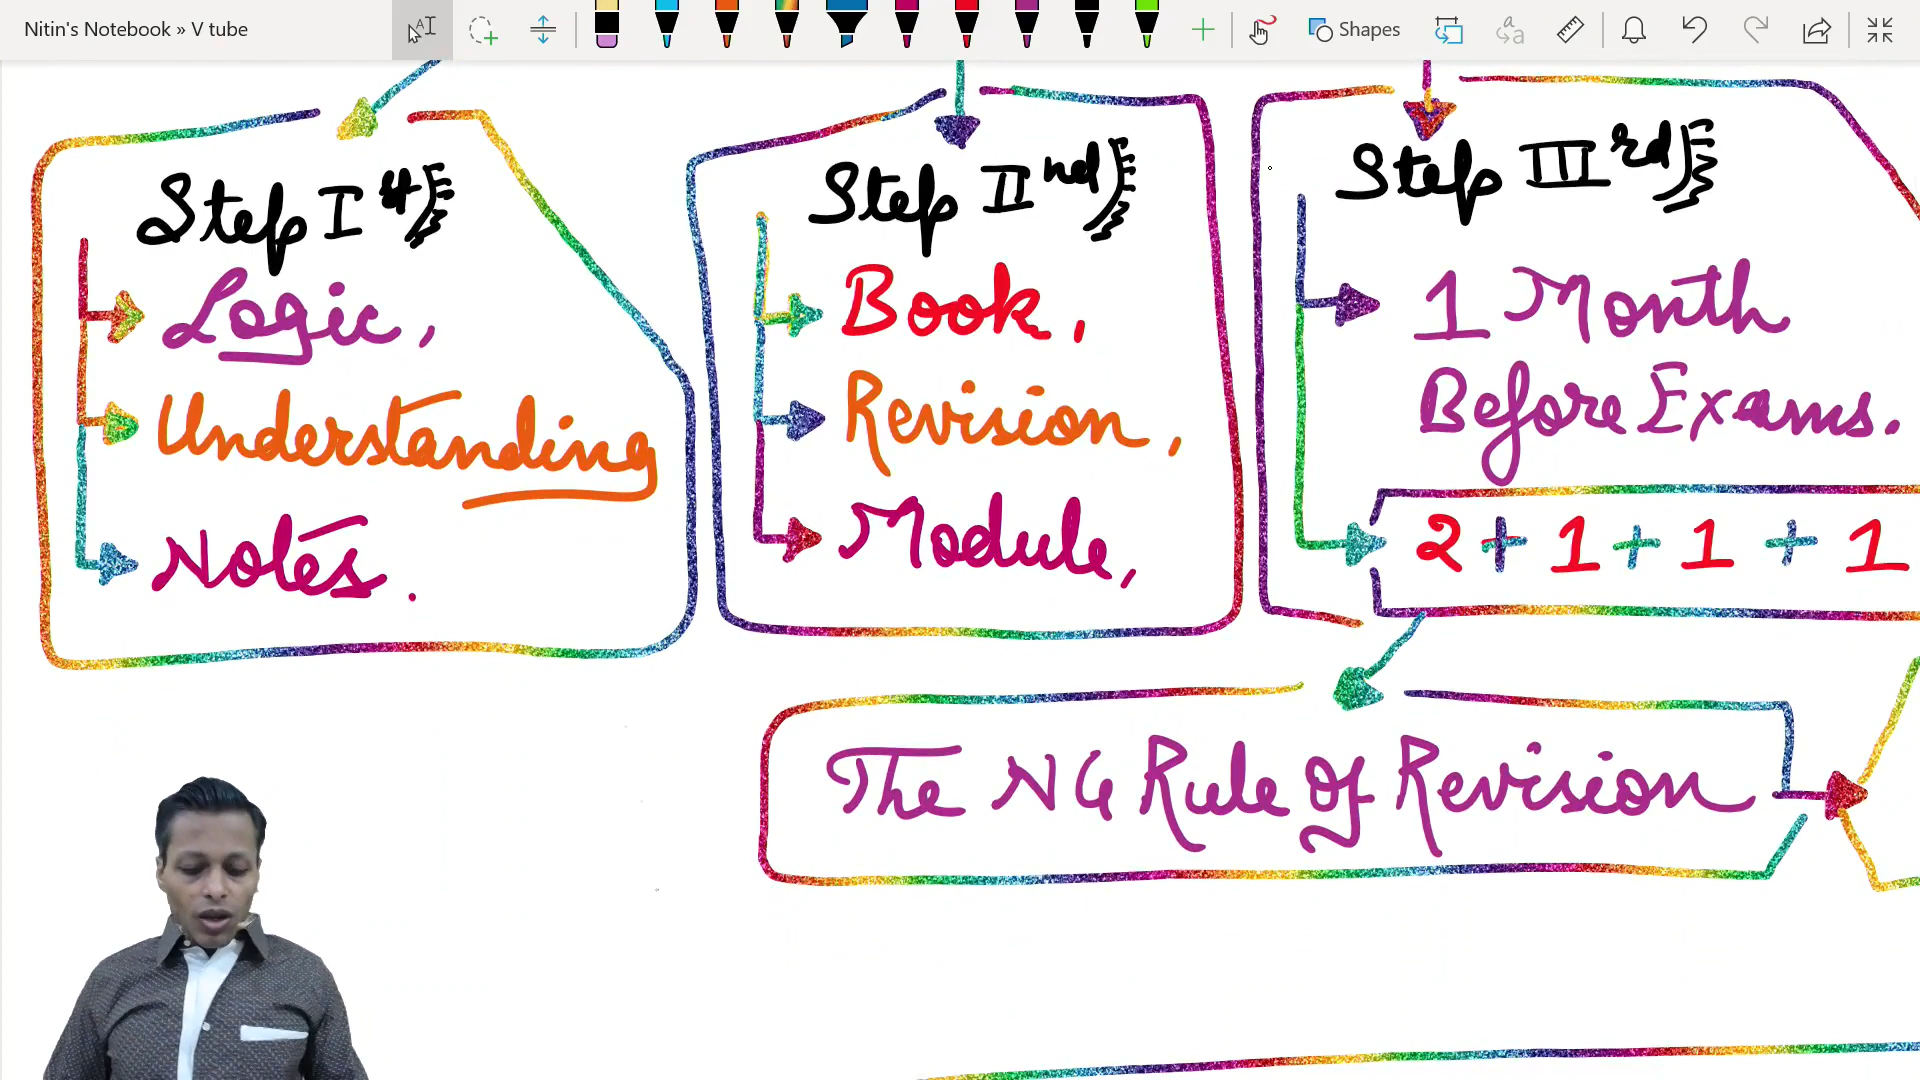 Nitin's Notebook » V tube
Shapes
Step I st
Logic,
Understanding
Notes.
Step II nd
Book,
Revision,
Module,
Step III rd
1 Month
Before Exams.
2 + 1 + 1 + 1
The NG Rule Of Revision